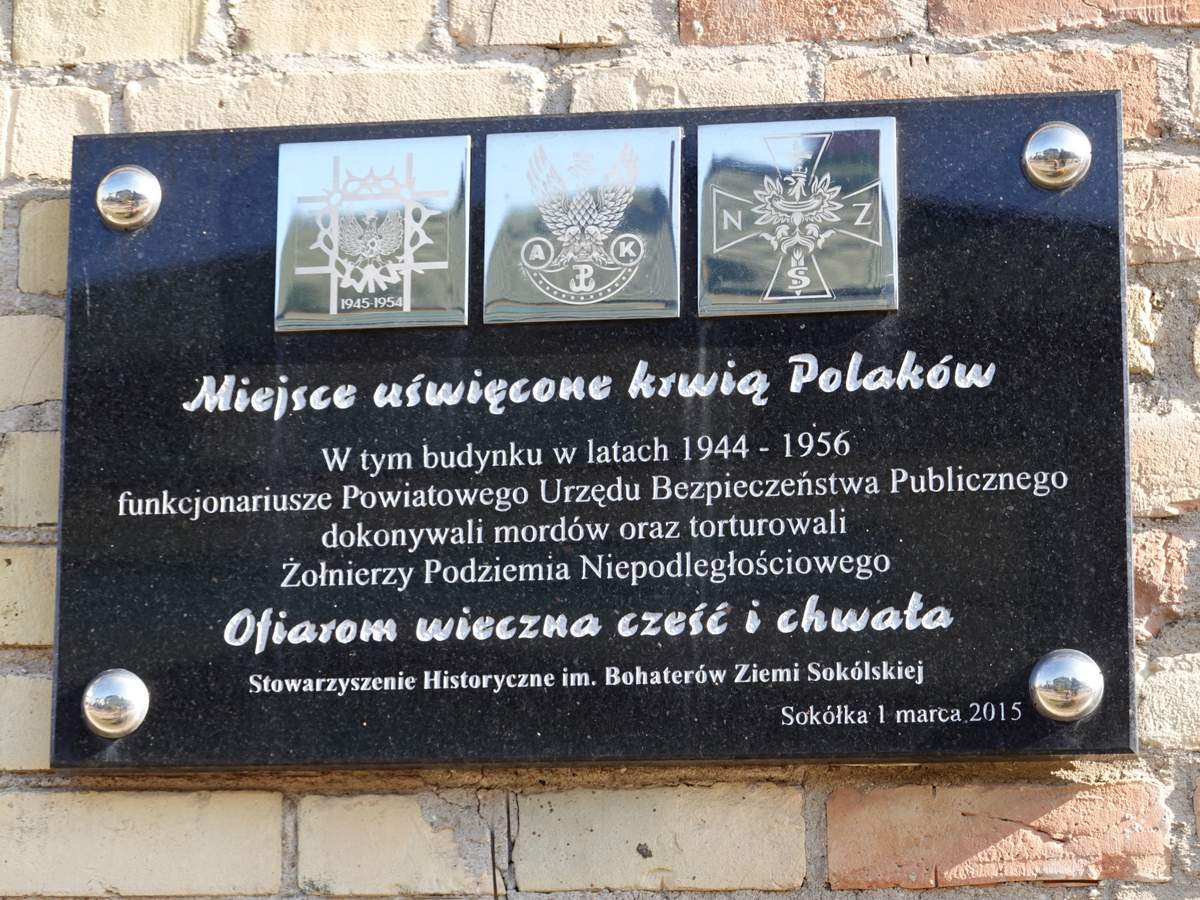 1945-1954
A K
N Z
S
Miejsce uświęcone krwią Polaków
W tym budynku w latach 1944 - 1956
funkcjonariusze Powiatowego Urzędu Bezpieczeństwa Publicznego
dokonywali mordów oraz torturowali
Żołnierzy Podziemia Niepodległościowego
Ofiarom wieczna cześć i chwała
Stowarzyszenie Historyczne im. Bohaterów Ziemi Sokólskiej
Sokółka 1 marca 2015